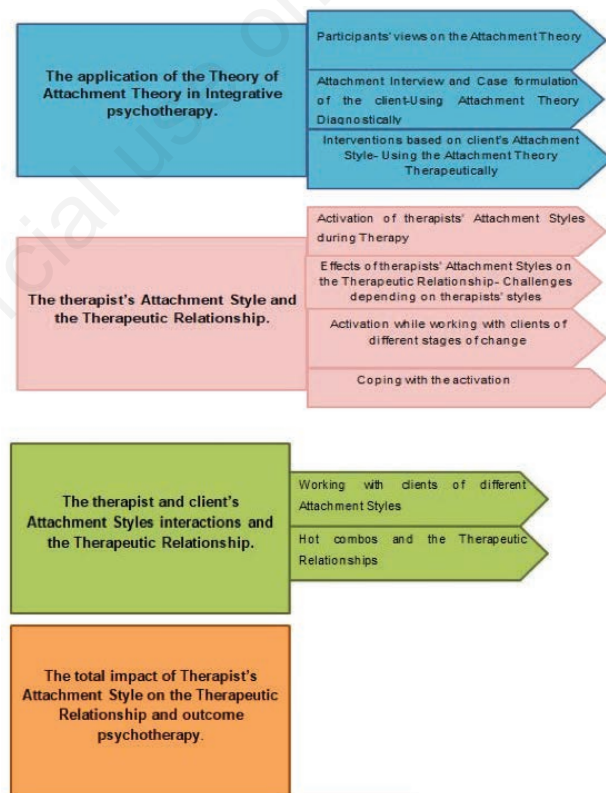 The application of the Theory of
Attachment Theory in Integrative
psychotherapy.
Participants' views on the Attachment Theory
Attachment Interview and Case formulation
of the client-Using Attachment Theory
Diagnostically
Interventions based on client's Attachment
Style- Using the Attachment Theory
Therapeutically
The therapist's Attachment Style and
the Therapeutic Relationship.
Activation of therapists' Attachment Styles
during Therapy
Effects of therapists' Attachment Styles on
the Therapeutic Relationship- Challenges
depending on therapists' styles
Activation while working with clients of
different stages of change
Coping with the activation
The therapist and client's
Attachment Styles interactions and
the Therapeutic Relationship.
Working with clients of different
Attachment Styles
Hot combos and the Therapeutic
Relationships
The total impact of Therapist's
Attachment Style on the Therapeutic
Relationship and outcome
psychotherapy.